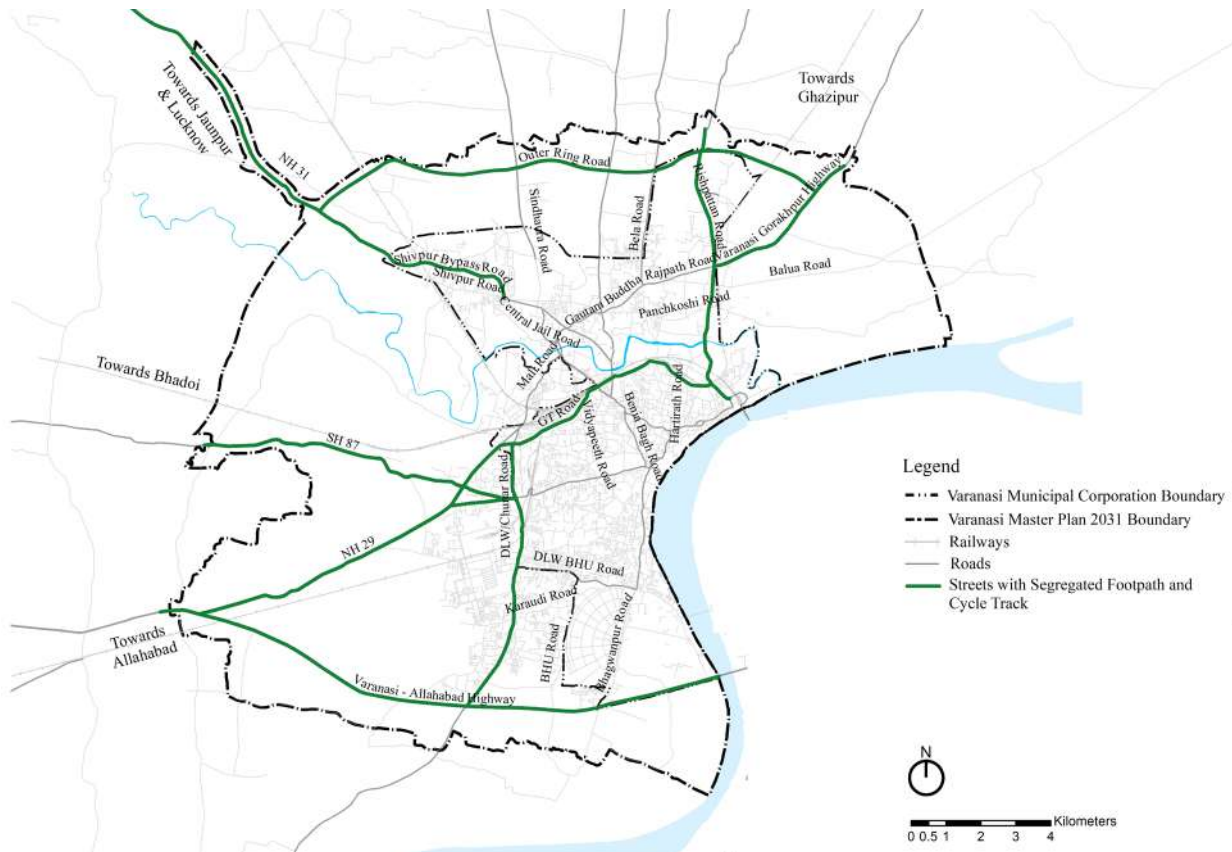 Towards
Ghazipur
Towards Jaunpur
& Lucknow
NH 31
Outer Ring Road
Rishpattan Road
Varanasi Gorakhpur Highway
Sindhaura Road
Bela Road
Shivpur Bypass Road
Shivpur Road
Gautam Buddha Rajpath Road
Balua Road
Central Jail Road
Panchkoshi Road
Mall Road
Towards Bhadoi
GT Road
Vidyapeeth Road
Benia Bagh Road
Hartirath Road
SH 87
DLW/Chunar Road
NH 29
DLW BHU Road
Karaudi Road
BHU Road
Bhagwanpur Road
Towards
Allahabad
Varanasi - Allahabad Highway
Legend
Varanasi Municipal Corporation Boundary
Varanasi Master Plan 2031 Boundary
Railways
Roads
Streets with Segregated Footpath and
Cycle Track
N
Kilometers
0 0.5 1 2 3 4